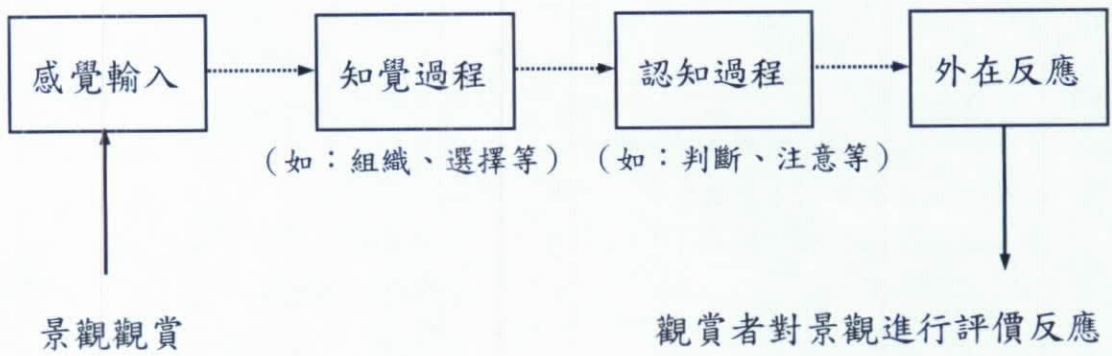 感覺輸入
知覺過程
認知過程
外在反應
（如：組織、選擇等）
（如：判斷、注意等）
景觀觀賞
觀賞者對景觀進行評價反應